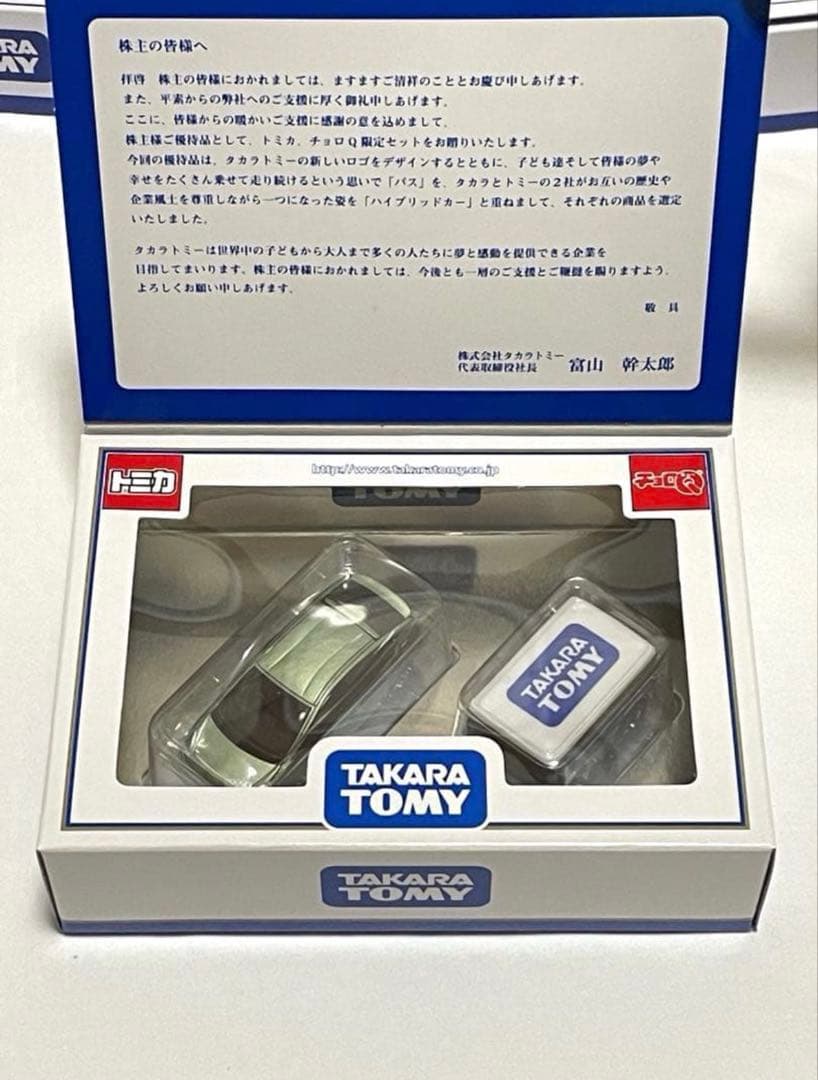 ARA
MY
株主の皆様へ
拝啓 株主の皆様におかれましては、ますますご清祥のこととお慶び申しあげます。
また、平素からの弊社へのご支援に厚く御礼申しあげます。
ここに、皆様からの暖かいご支援に感謝の意を込めまして、
株主様ご優待品として、トミカ、チョロQ限定セットをお贈りいたします。
今回の優待品は、タカラトミーの新しいロゴをデザインするとともに、子ども達そして皆様の夢や
幸せをたくさん乗せて走り続けるという思いで「バス」を、タカラとトミーの2社がお互いの歴史や
企業風土を尊重しながら一つになった姿を「ハイブリッドカー」と重ねまして、それぞれの商品を選定
いたしました。
タカラトミーは世界中の子どもから大人まで多くの人たちに夢と感動を提供できる企業を
目指してまいります。株主の皆様におかれましては、今後とも一層のご支援とご鞭撻を賜りますよう、
よろしくお願い申しあげます。
敬 具
株式会社タカラトミー
代表取締役社長 富山 幹太郎
トミカ
http://www.takaratomy.co.jp
チョロQ
TOMY
TAKARA
TOMY
TAKARA
TOMY
TAKARA
TOMY